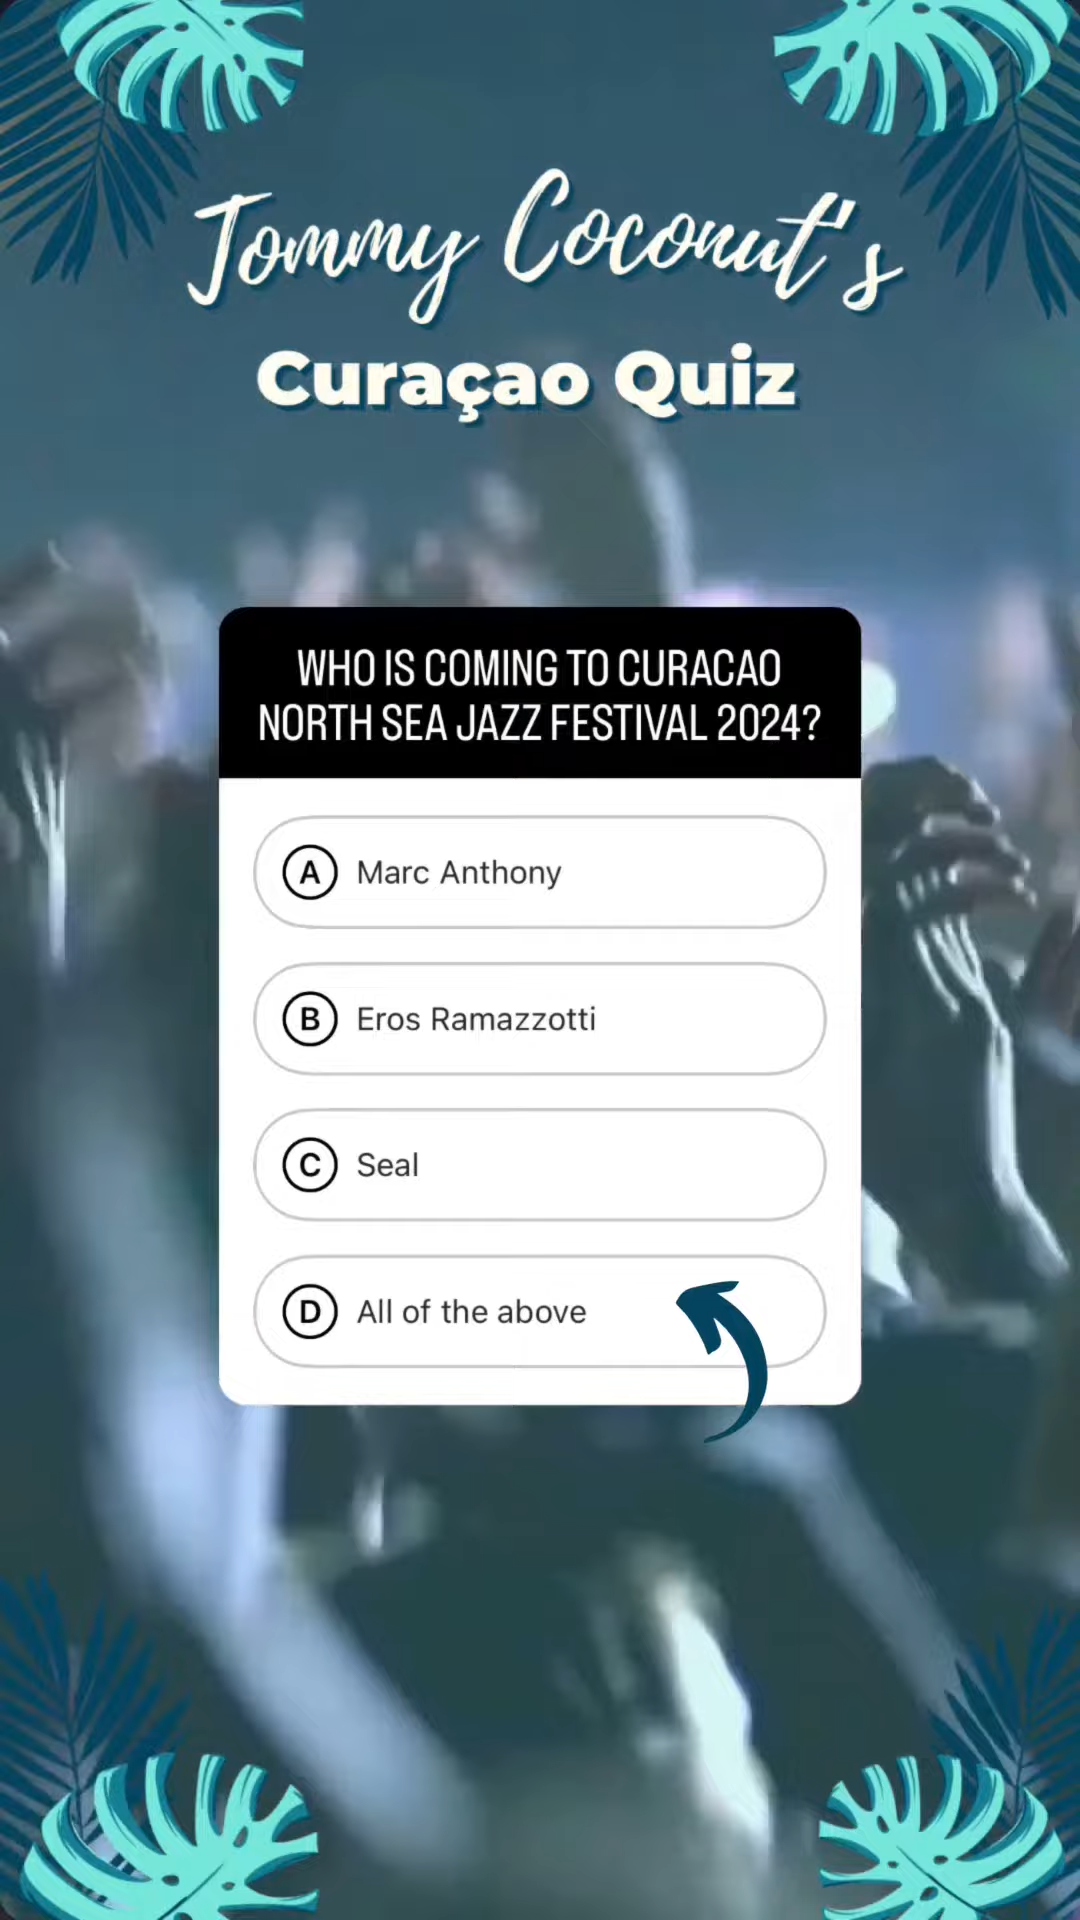 Tommy Coconut's
Curaçao Quiz
WHO IS COMING TO CURACAO
NORTH SEA JAZZ FESTIVAL 2024?
A Marc Anthony
B Eros Ramazzotti
C Seal
D All of the above